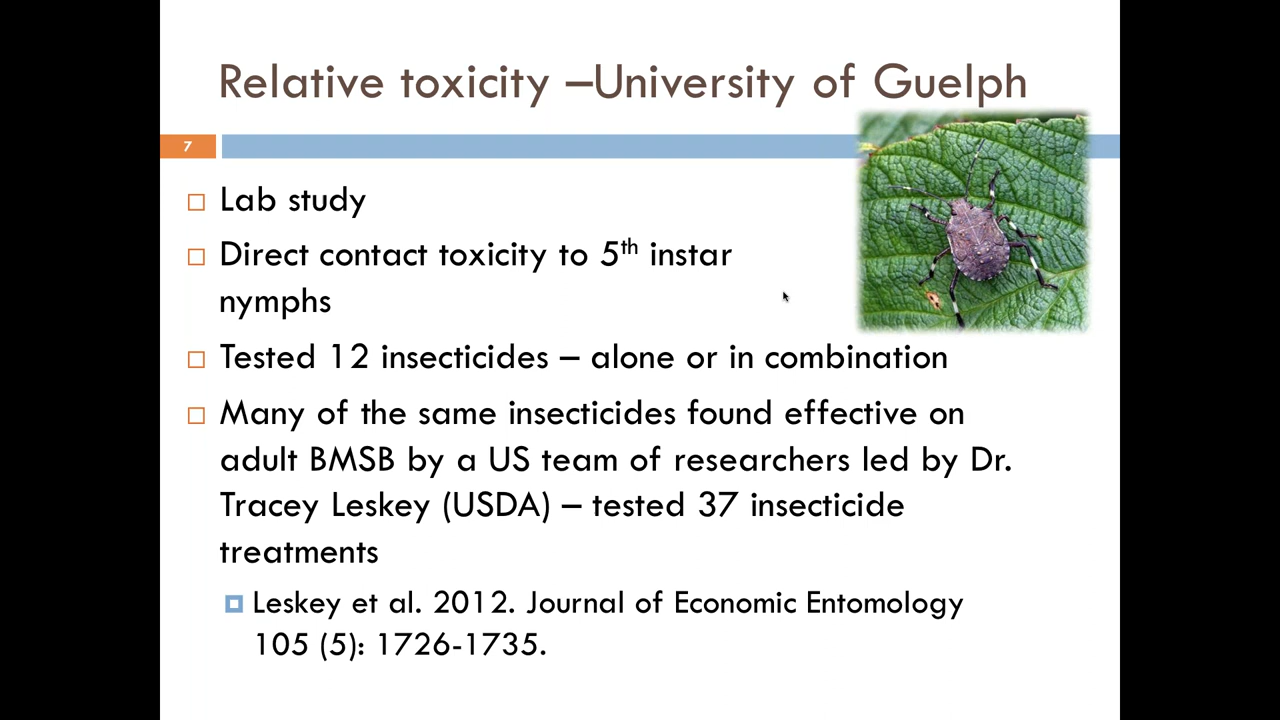 Relative toxicity –University of Guelph
7
Lab study
Direct contact toxicity to 5th instar
nymphs
Tested 12 insecticides – alone or in combination
Many of the same insecticides found effective on
adult BMSB by a US team of researchers led by Dr.
Tracey Leskey (USDA) – tested 37 insecticide
treatments
Leskey et al. 2012. Journal of Economic Entomology
105 (5): 1726-1735.